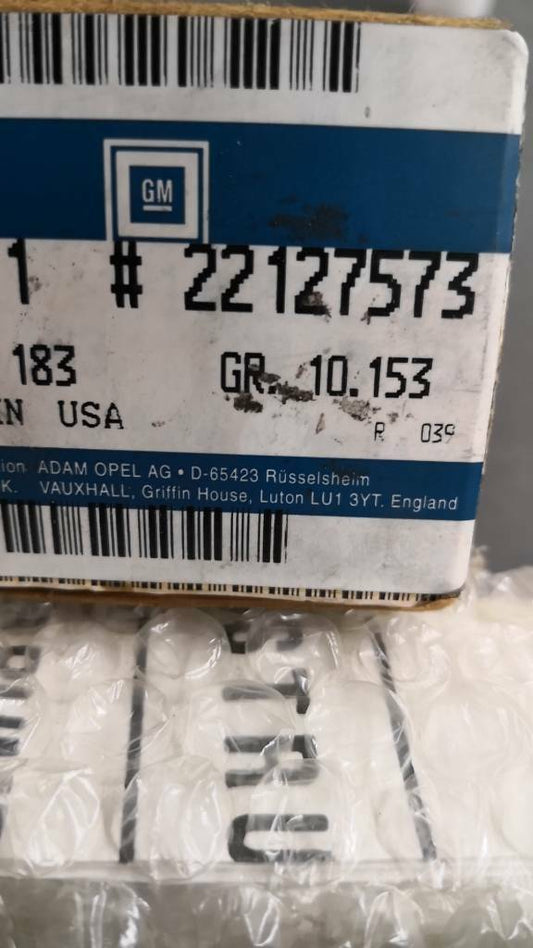 GM
1 # 22127573
183 GR. 10.153
IN USA
R 039
ion ADAM OPEL AG • D-65423 Rüsselsheim
K. VAUXHALL, Griffin House, Luton LU1 3YT. England